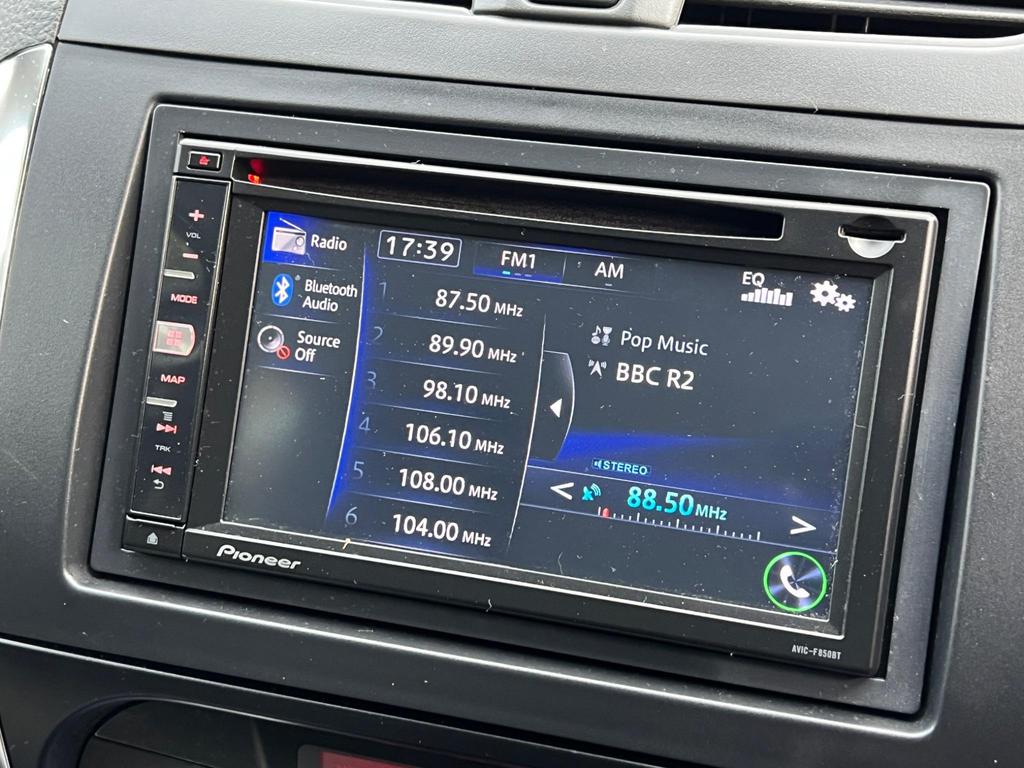 VOL
MODE
MAP
TRK
Radio
Bluetooth
Audio
Source
Off
17:39
FM1
AM
EQ
1 87.50 MHz
2 89.90 MHz
3 98.10 MHz
4 106.10 MHz
5 108.00 MHz
6 104.00 MHz
Pop Music
BBC R2
STEREO
88.50 MHz
Pioneer
AVIC-F850BT